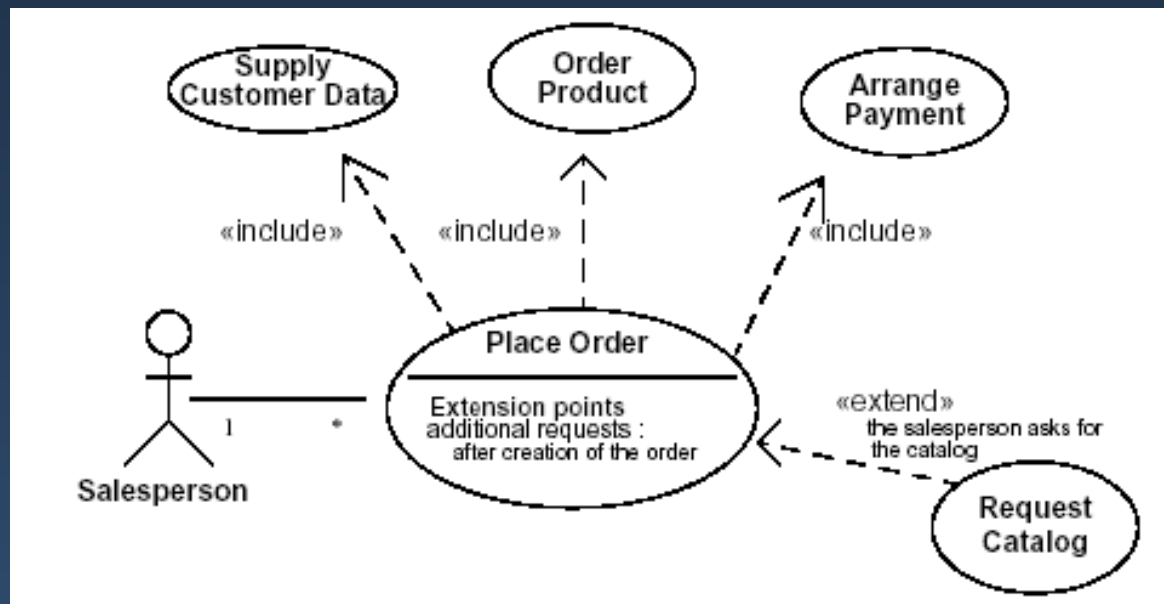 Supply
Customer Data
Order
Product
Arrange
Payment
«include»
«include»
«include»
Place Order
Extension points
additional requests :
after creation of the order
1
*
Salesperson
«extend»
the salesperson asks for
the catalog
Request
Catalog